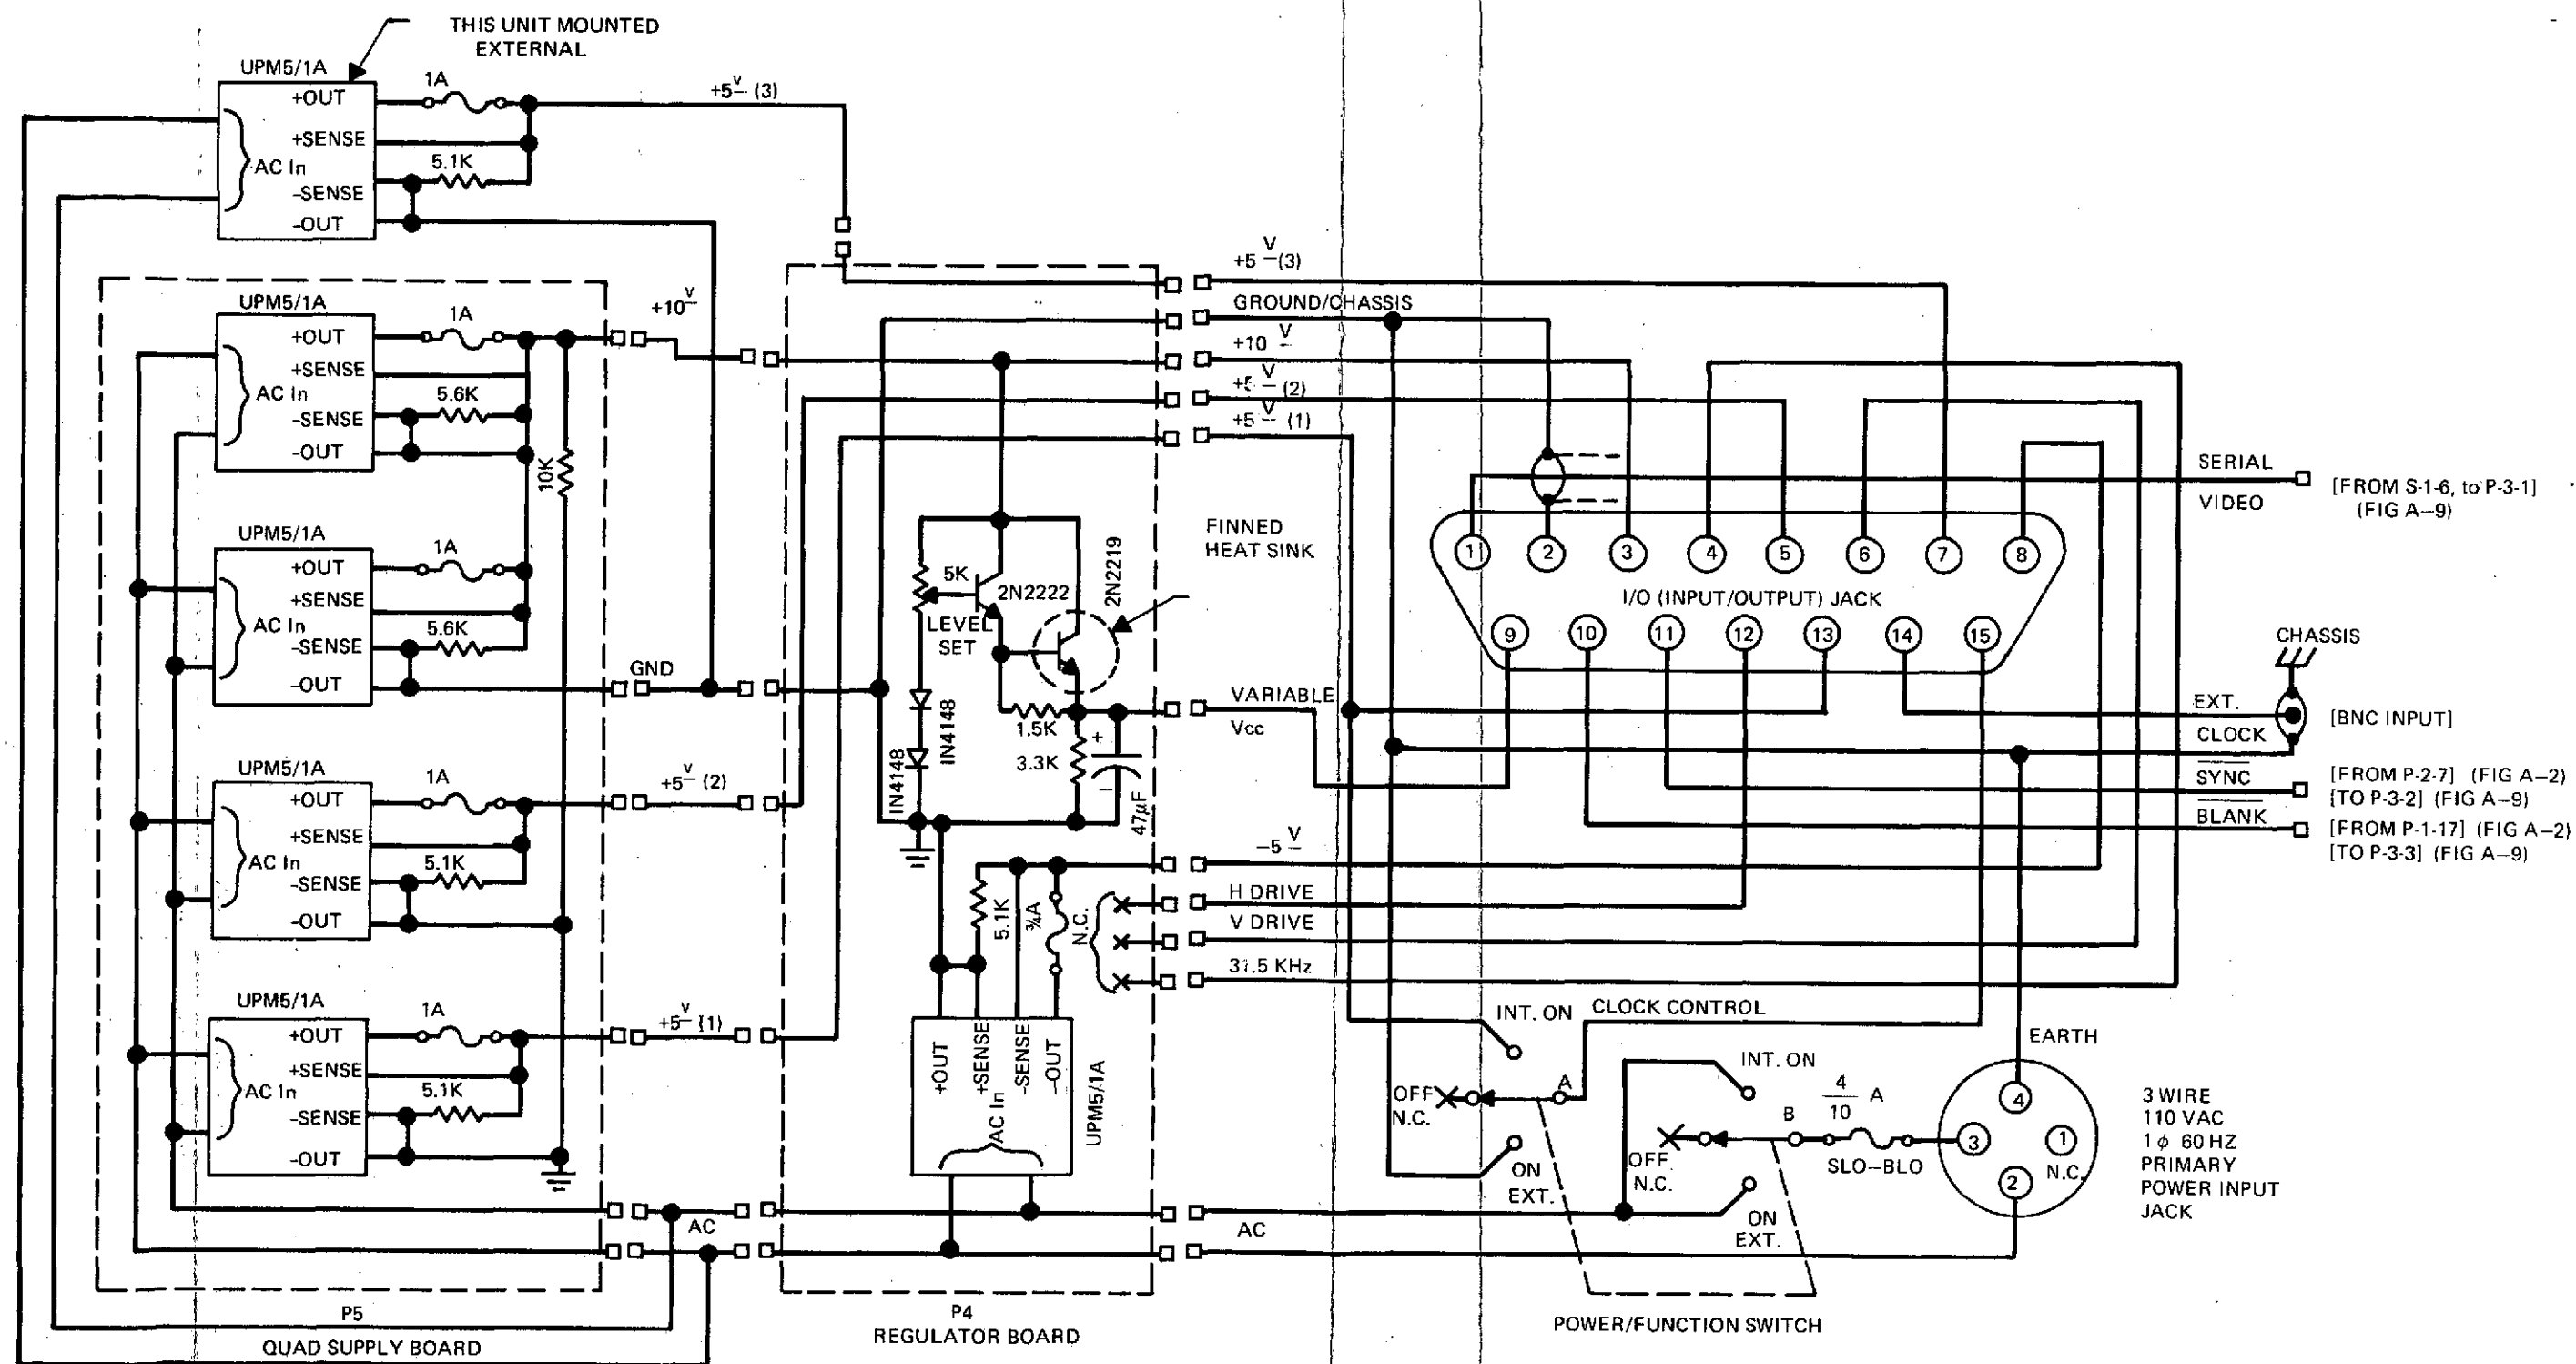 THIS UNIT MOUNTED
EXTERNAL
UPM5/1A
+OUT
+SENSE
AC In
-SENSE
-OUT
1A
5.1K
+5V (3)
UPM5/1A
+OUT
+SENSE
AC In
-SENSE
-OUT
1A
5.6K
10K
+10V
UPM5/1A
+OUT
+SENSE
AC In
-SENSE
-OUT
1A
5.6K
GND
UPM5/1A
+OUT
+SENSE
AC In
-SENSE
-OUT
1A
5.1K
+5V (2)
UPM5/1A
+OUT
+SENSE
AC In
-SENSE
-OUT
1A
5.1K
+5V (1)
AC
P5
QUAD SUPPLY BOARD
5K
2N2222
LEVEL
SET
2N2219
FINNED
HEAT SINK
IN4148
IN4148
1.5K
3.3K
+
−
47µF
5.1K
¾A
N.C.
+OUT
+SENSE
-SENSE
-OUT
AC In
UPM5/1A
P4
REGULATOR BOARD
+5 V (3)
GROUND/CHASSIS
+10 V
+5 V (2)
+5 V (1)
VARIABLE
Vcc
−5 V
H DRIVE
V DRIVE
31.5 KHz
AC
1
2
3
4
5
6
7
8
I/O (INPUT/OUTPUT) JACK
9
10
11
12
13
14
15
SERIAL
VIDEO
[FROM S-1-6, to P-3-1]
(FIG A–9)
CHASSIS
EXT.
CLOCK
[BNC INPUT]
SYNC
[FROM P-2-7] (FIG A–2)
[TO P-3-2] (FIG A–9)
BLANK
[FROM P-1-17] (FIG A–2)
[TO P-3-3] (FIG A–9)
INT. ON
CLOCK CONTROL
OFF
N.C.
A
ON
EXT.
INT. ON
OFF
N.C.
B
ON
EXT.
4/10 A
SLO–BLO
EARTH
4
3
1
N.C.
2
3 WIRE
110 VAC
1ϕ 60 HZ
PRIMARY
POWER INPUT
JACK
POWER/FUNCTION SWITCH